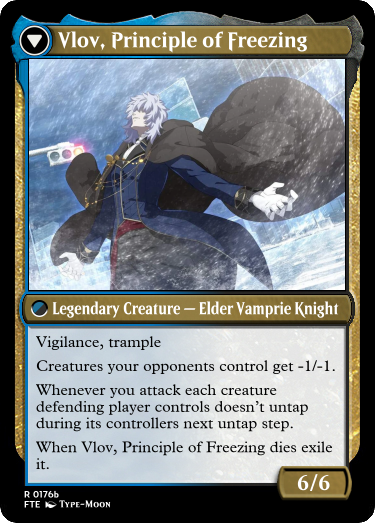 Vlov, Principle of Freezing
Legendary Creature — Elder Vamprie Knight
Vigilance, trample
Creatures your opponents control get -1/-1.
Whenever you attack each creature
defending player controls doesn't untap
during its controllers next untap step.
When Vlov, Principle of Freezing dies exile
it.
6/6
R 0176b
FTE Type-Moon